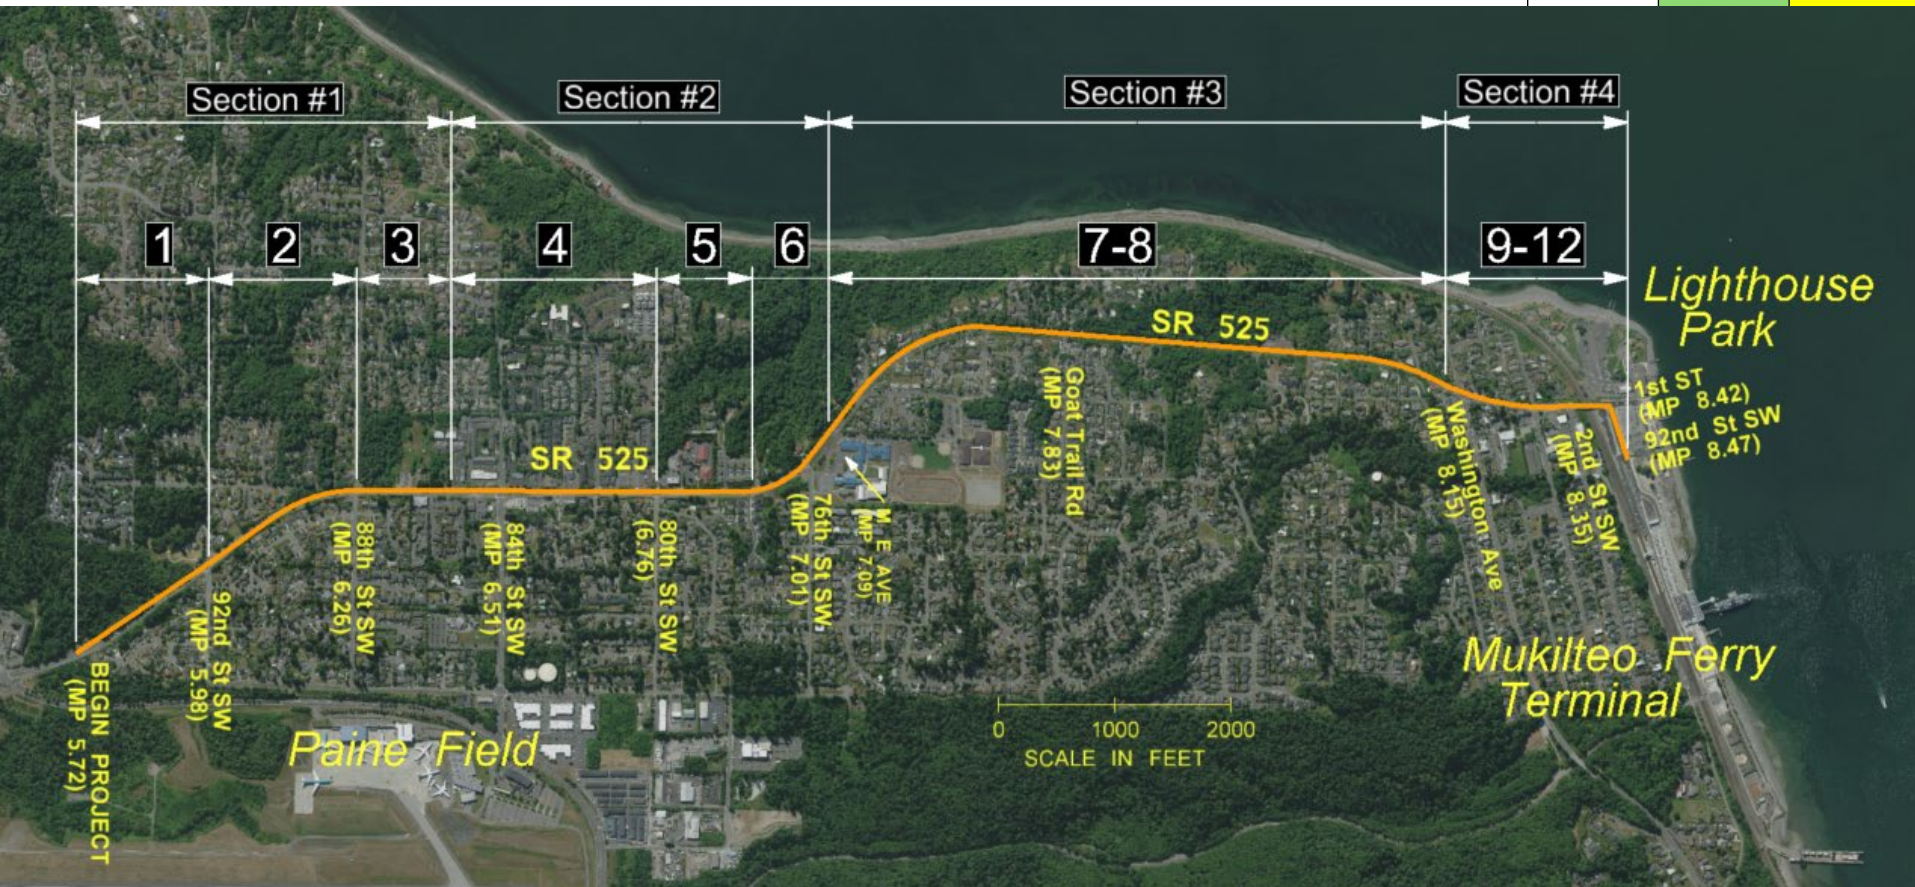 Section #1
Section #2
Section #3
Section #4
1
2
3
4
5
6
7-8
9-12
Lighthouse
Park
SR 525
SR 525
1st ST
(MP 8.42)
92nd St SW
(MP 8.47)
Goat Trail Rd
(MP 7.83)
Washington Ave
(MP 8.15)
2nd St SW
(MP 8.35)
M E AVE
(MP 7.09)
76th St SW
(MP 7.01)
80th St SW
(6.76)
84th St SW
(MP 6.51)
88th St SW
(MP 6.26)
92nd St SW
(MP 5.98)
BEGIN PROJECT
(MP 5.72)
Paine Field
Mukilteo Ferry
Terminal
0 1000 2000
SCALE IN FEET